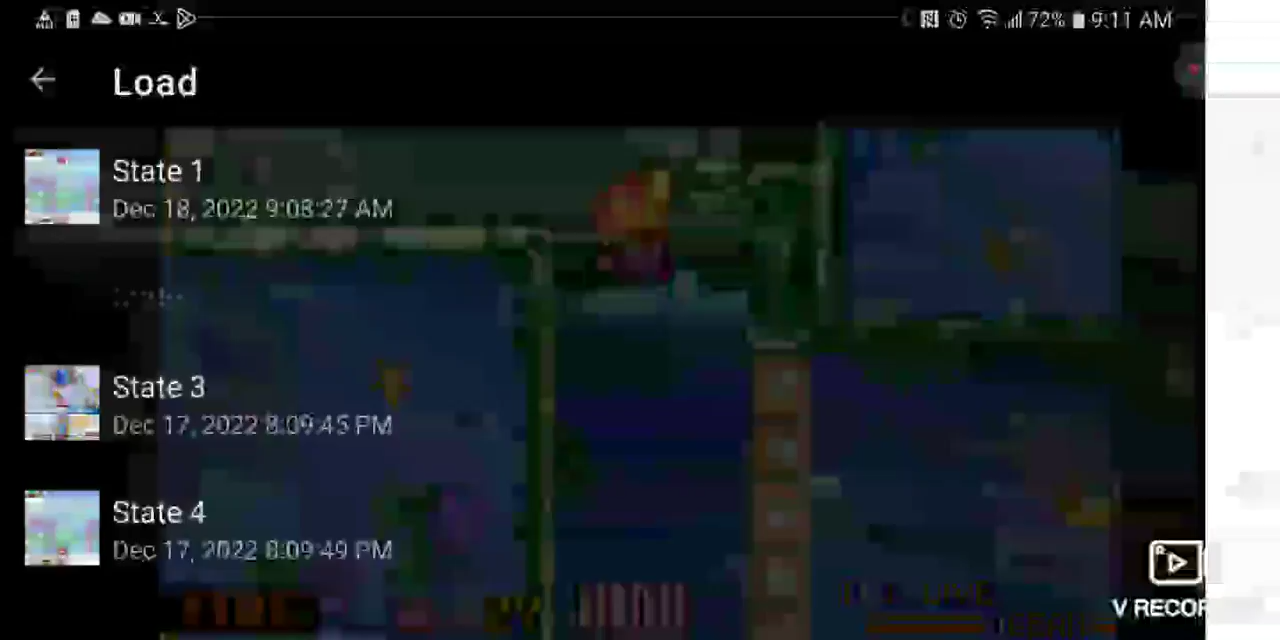 72% 9:11 AM
Load
State 1
Dec 18, 2022 9:08:27 AM
State 3
Dec 17, 2022 8:09:45 PM
State 4
Dec 17, 2022 8:09:49 PM
V RECOR